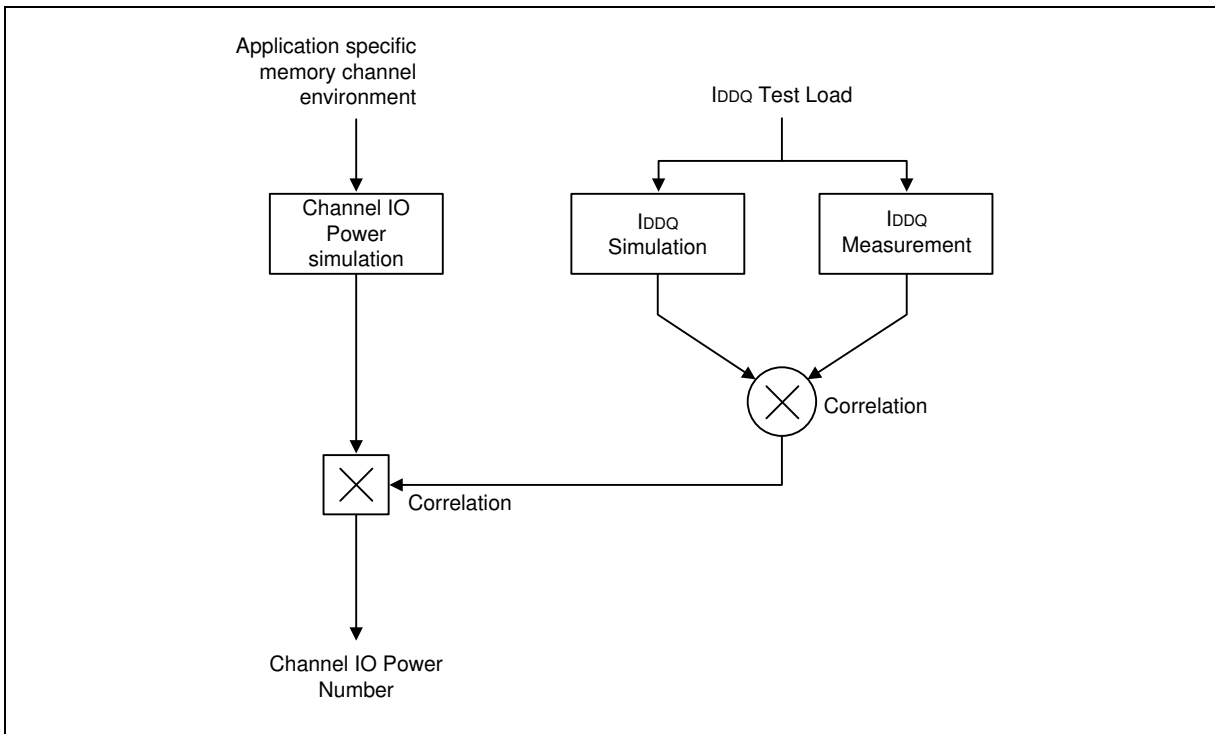 Application specific
memory channel
environment
IDDQ Test Load
Channel IO
Power
simulation
IDDQ
Simulation
IDDQ
Measurement
Correlation
Correlation
Channel IO Power
Number